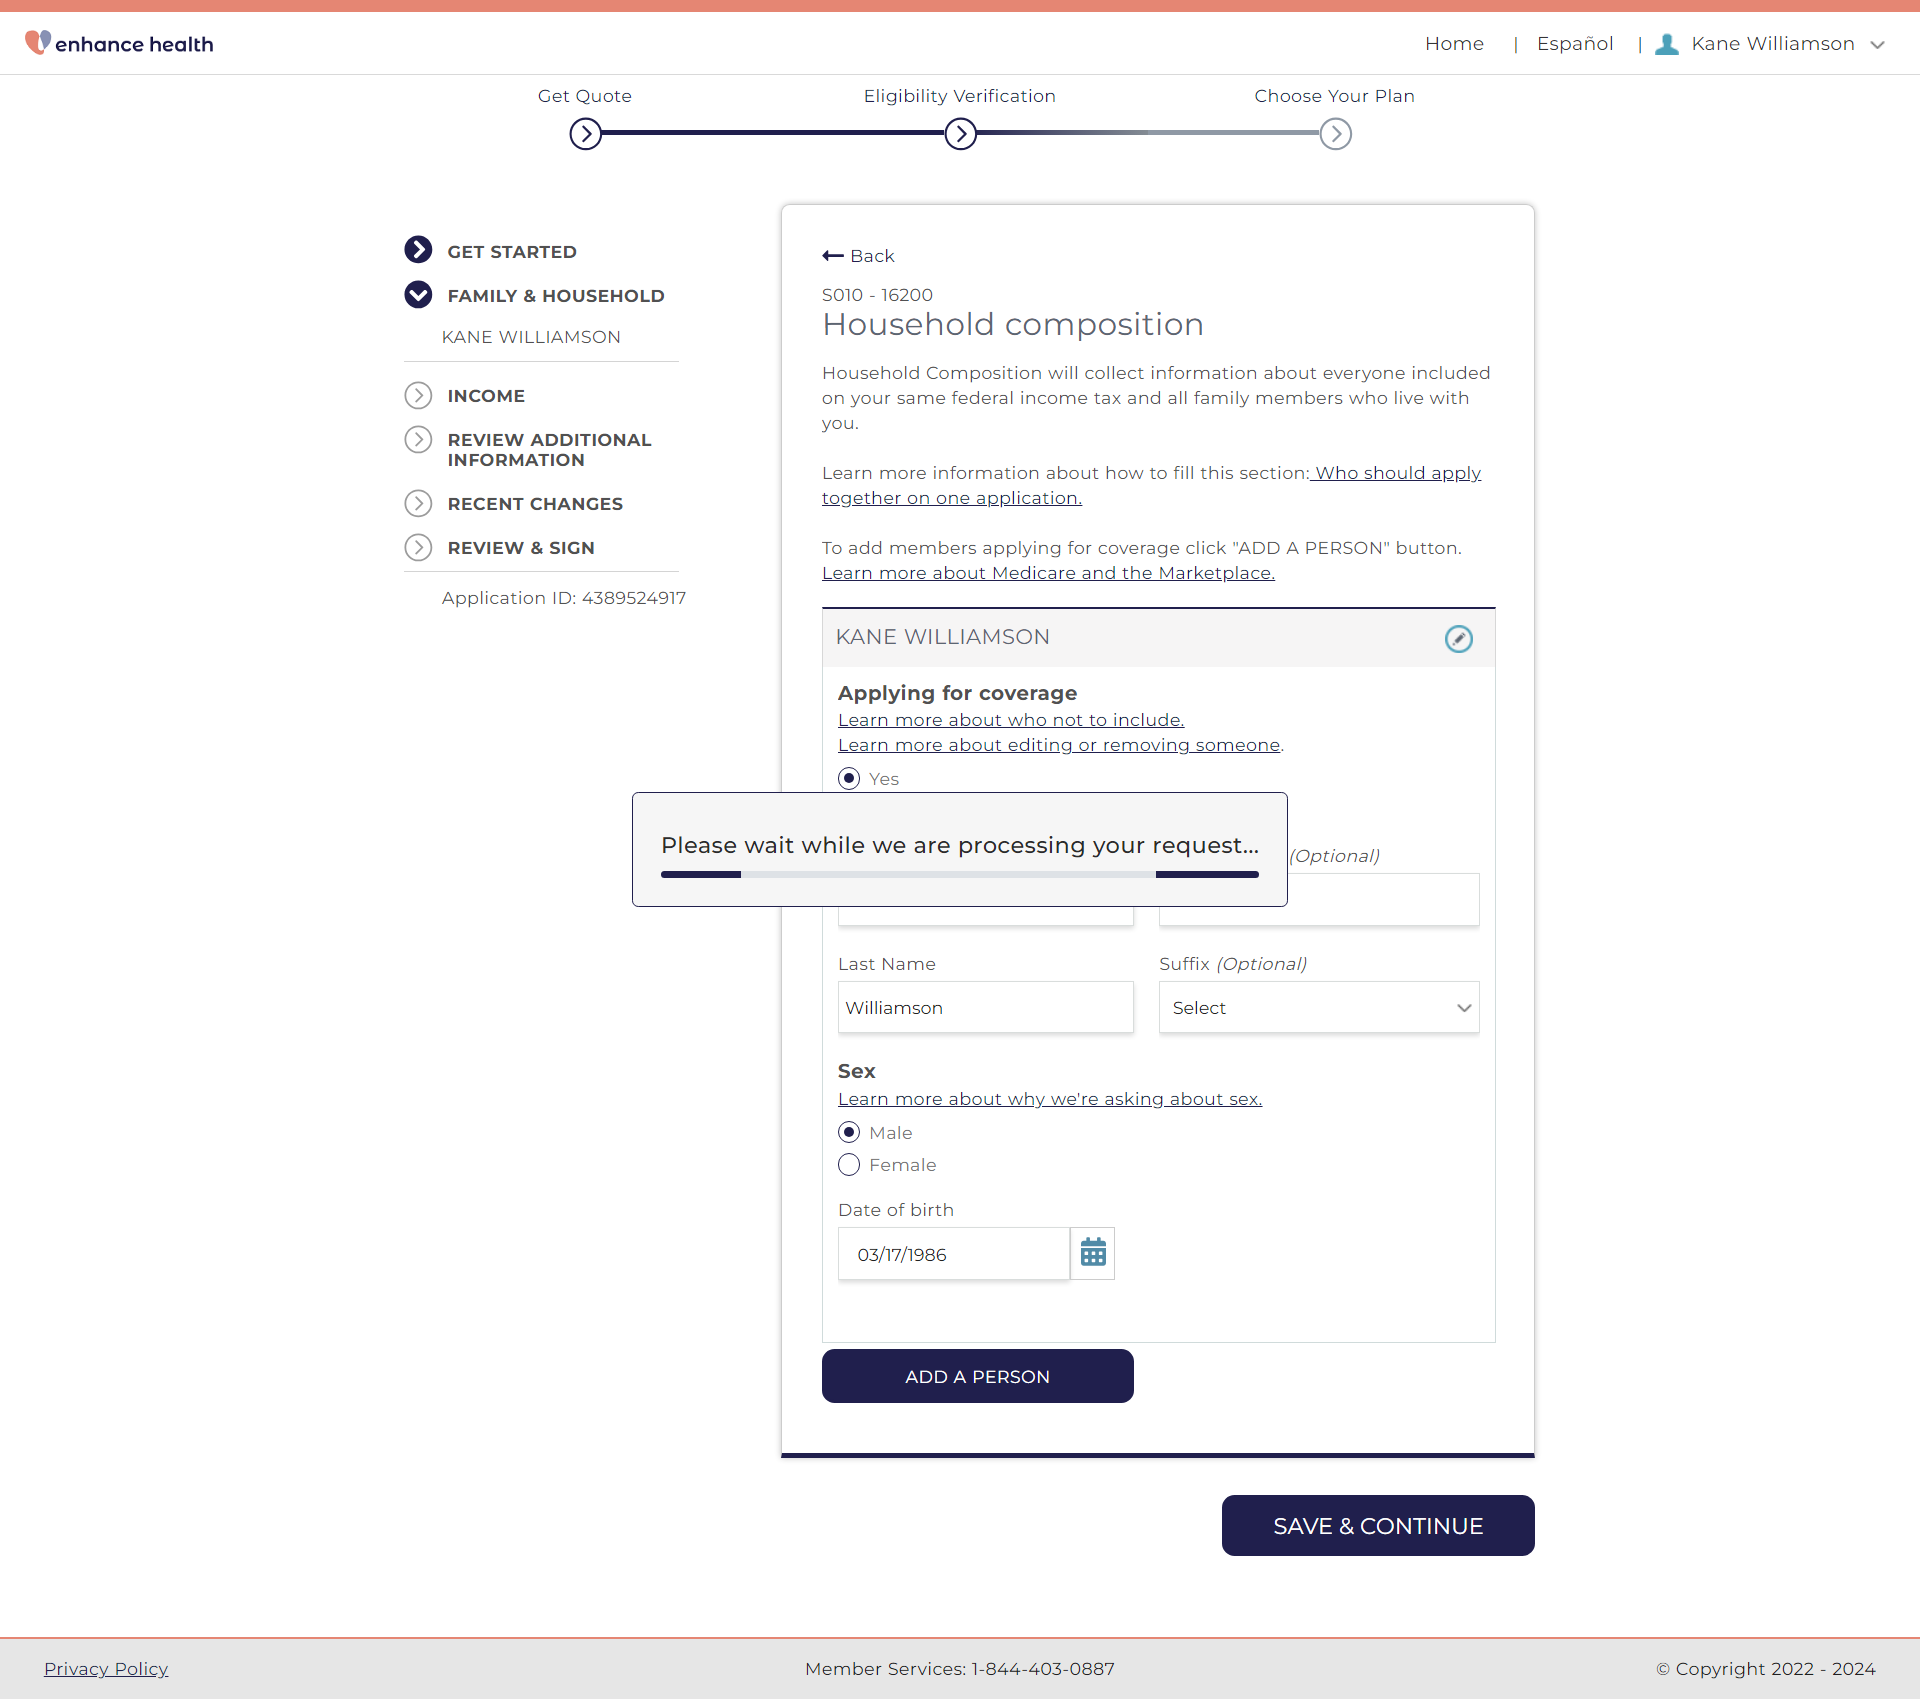 enhance health
Home | Español | Kane Williamson
Get Quote
Eligibility Verification
Choose Your Plan
GET STARTED
FAMILY & HOUSEHOLD
KANE WILLIAMSON
INCOME
REVIEW ADDITIONAL
INFORMATION
RECENT CHANGES
REVIEW & SIGN
Application ID: 4389524917
Back
S010 - 16200
Household composition
Household Composition will collect information about everyone included
on your same federal income tax and all family members who live with
you.
Learn more information about how to fill this section: Who should apply
together on one application.
To add members applying for coverage click "ADD A PERSON" button.
Learn more about Medicare and the Marketplace.
KANE WILLIAMSON
Applying for coverage
Learn more about who not to include.
Learn more about editing or removing someone.
Yes
Please wait while we are processing your request...
(Optional)
Last Name
Suffix (Optional)
Williamson
Select
Sex
Learn more about why we're asking about sex.
Male
Female
Date of birth
03/17/1986
ADD A PERSON
SAVE & CONTINUE
Privacy Policy
Member Services: 1-844-403-0887
© Copyright 2022 - 2024